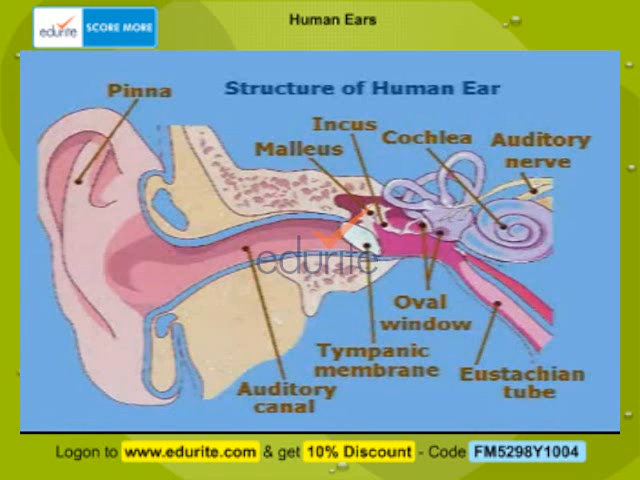 edurite SCORE MORE
Human Ears
Structure of Human Ear
Pinna
Incus
Malleus
Cochlea
Auditory
nerve
edurite
Oval
window
Tympanic
membrane
Eustachian
tube
Auditory
canal
Logon to www.edurite.com & get 10% Discount - Code FM5298Y1004